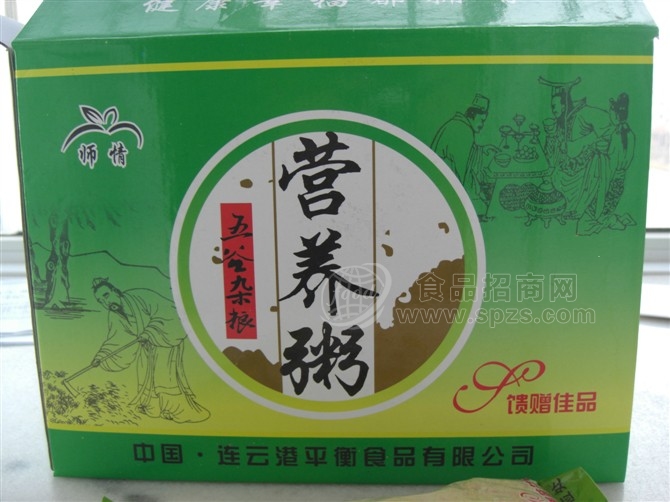 师情
五谷杂粮
营养粥
食品招商网
www.spzs.com
馈赠佳品
中国·连云港平衡食品有限公司